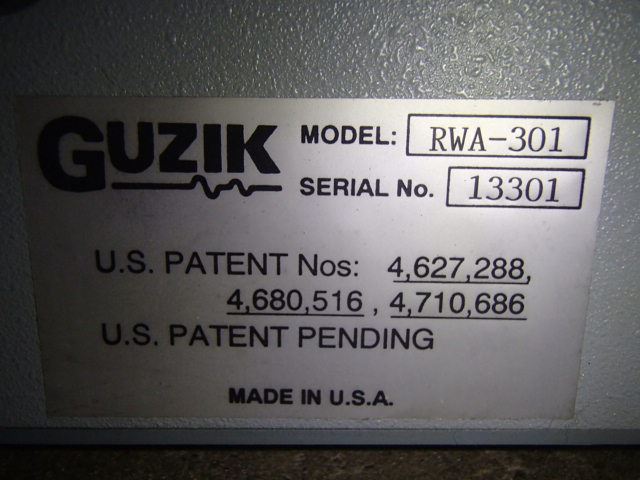 GUZIK
MODEL: RWA-301
SERIAL No. 13301
U.S. PATENT Nos: 4,627,288,
4,680,516 , 4,710,686
U.S. PATENT PENDING
MADE IN U.S.A.